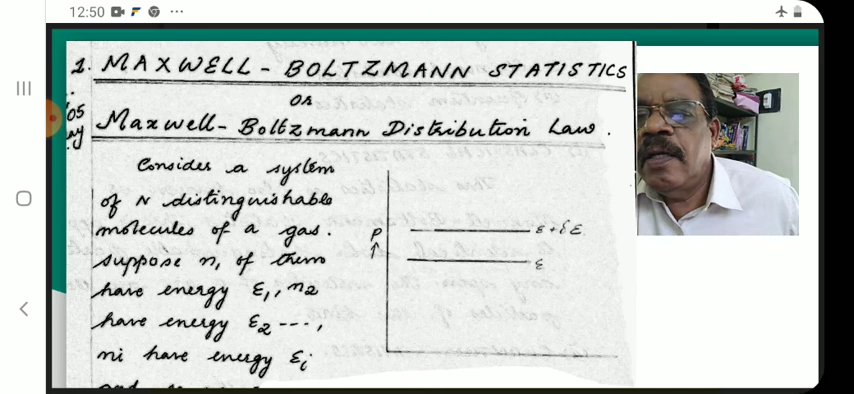 12:50
1. MAXWELL - BOLTZMANN STATISTICS
OR
Maxwell - Boltzmann Distribution Law.
Consider a system
of N distinguishable
molecules of a gas.
suppose n, of them
have energy ε1, n2
have energy ε2 ---,
ni have energy εi
P
↑
ε+δε
ε